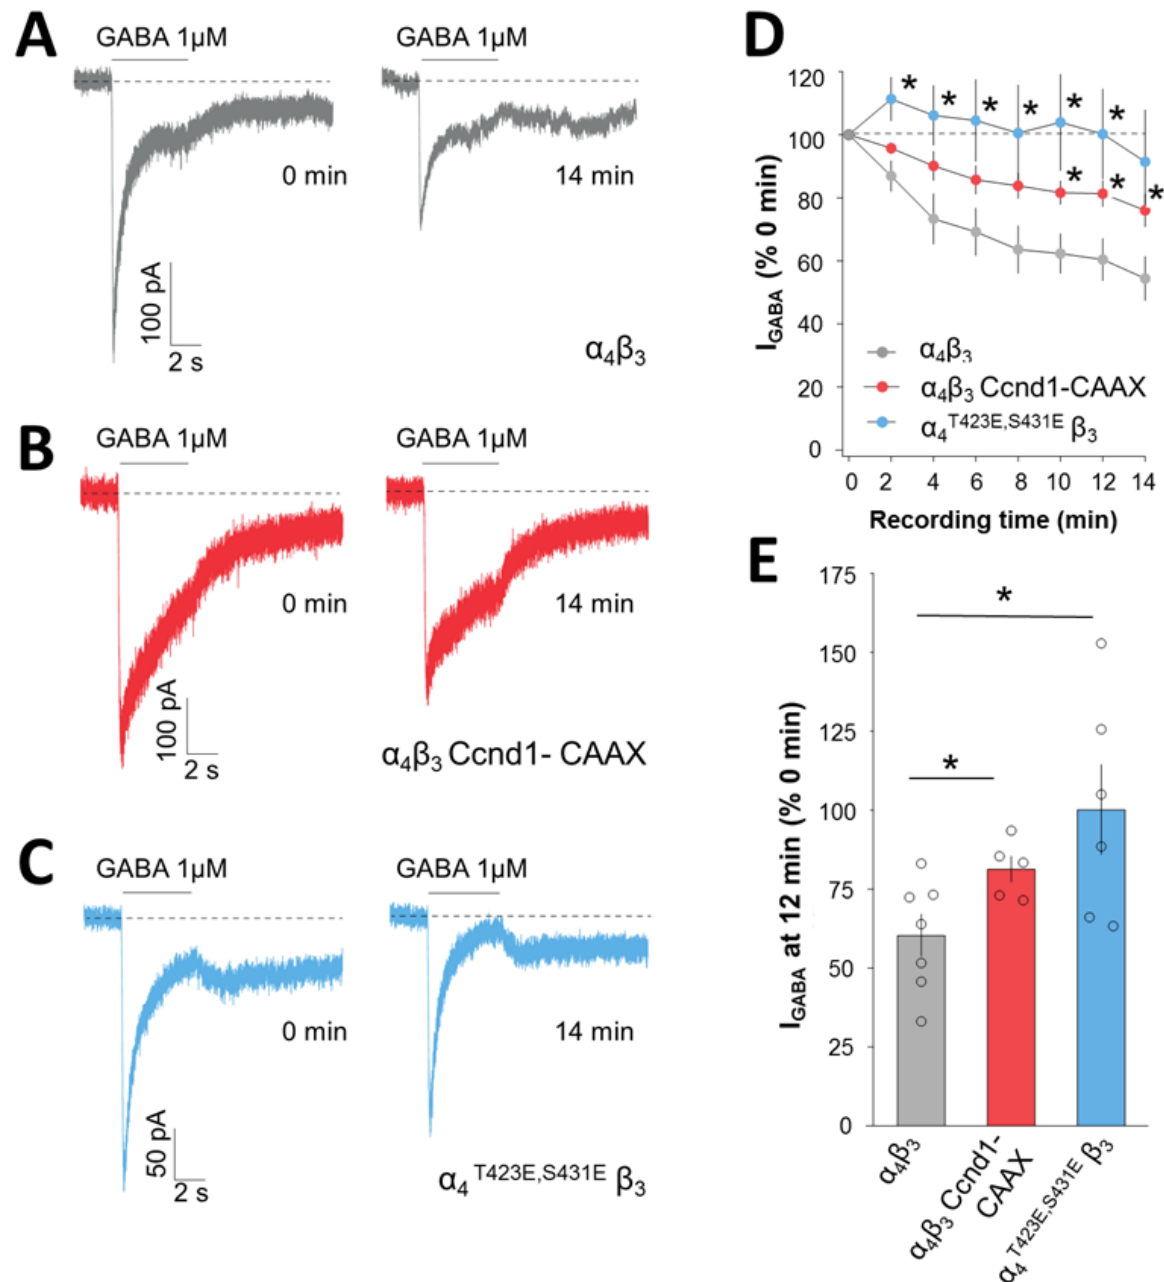 A
GABA 1µM
GABA 1µM
0 min
14 min
100 pA
2 s
α₄β₃
B
GABA 1µM
GABA 1µM
0 min
14 min
100 pA
2 s
α₄β₃ Ccnd1- CAAX
C
GABA 1µM
GABA 1µM
0 min
14 min
50 pA
2 s
α₄ T423E,S431E β₃
D
I GABA (% 0 min)
120
100
80
60
40
20
0
* * * * * *
* * *
α₄β₃
α₄β₃ Ccnd1-CAAX
α₄ T423E,S431E β₃
0 2 4 6 8 10 12 14
Recording time (min)
E
I GABA at 12 min (% 0 min)
175
150
125
100
75
50
25
0
*
*
α₄β₃
α₄β₃ Ccnd1-
CAAX
α₄ T423E,S431E β₃